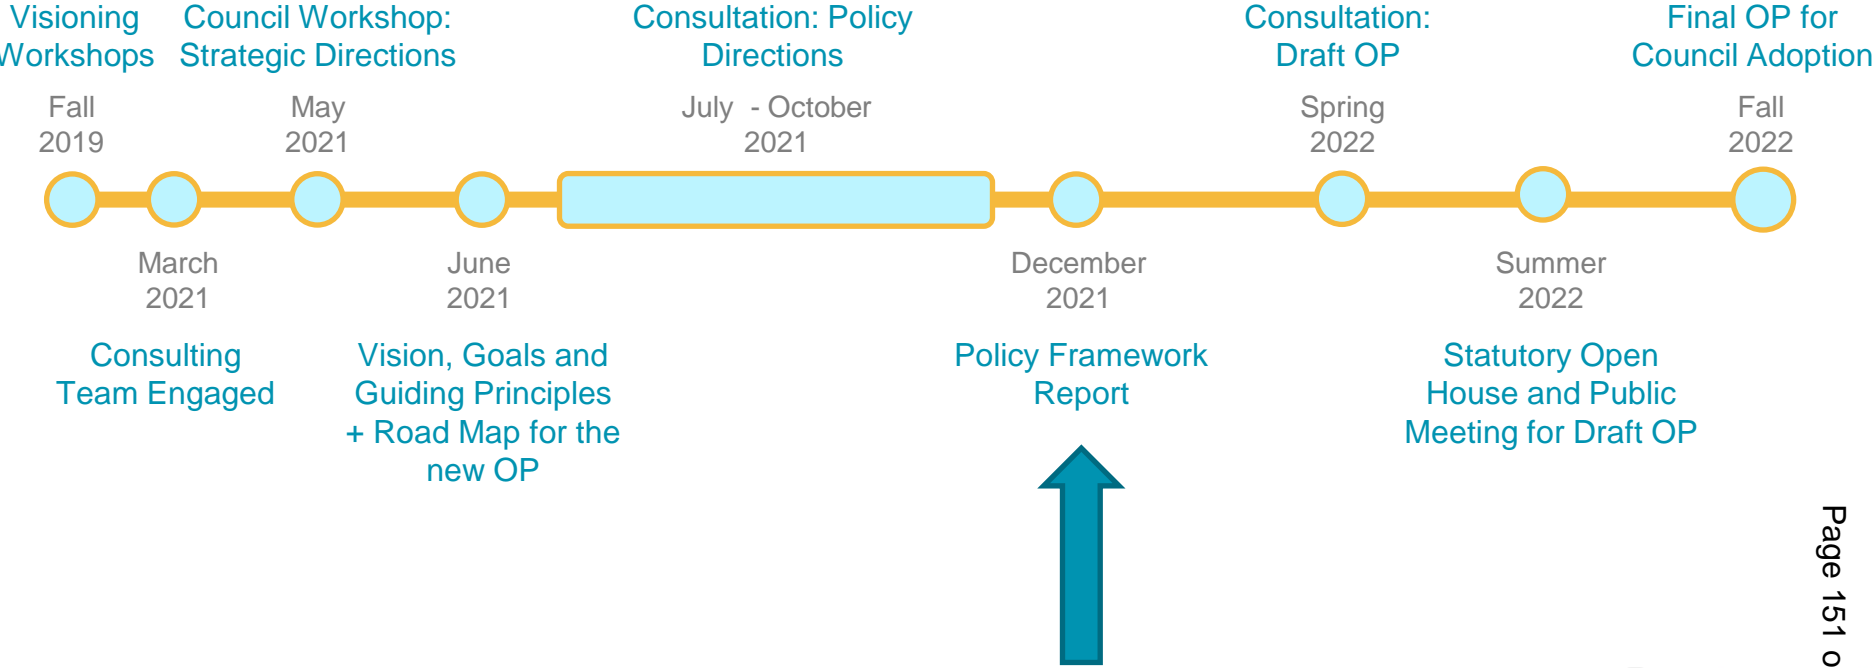 Visioning
Workshops
Council Workshop:
Strategic Directions
Consultation: Policy
Directions
Consultation:
Draft OP
Final OP for
Council Adoption
Fall
2019
May
2021
July - October
2021
Spring
2022
Fall
2022
March
2021
June
2021
December
2021
Summer
2022
Consulting
Team Engaged
Vision, Goals and
Guiding Principles
+ Road Map for the
new OP
Policy Framework
Report
Statutory Open
House and Public
Meeting for Draft OP
Page 151 o